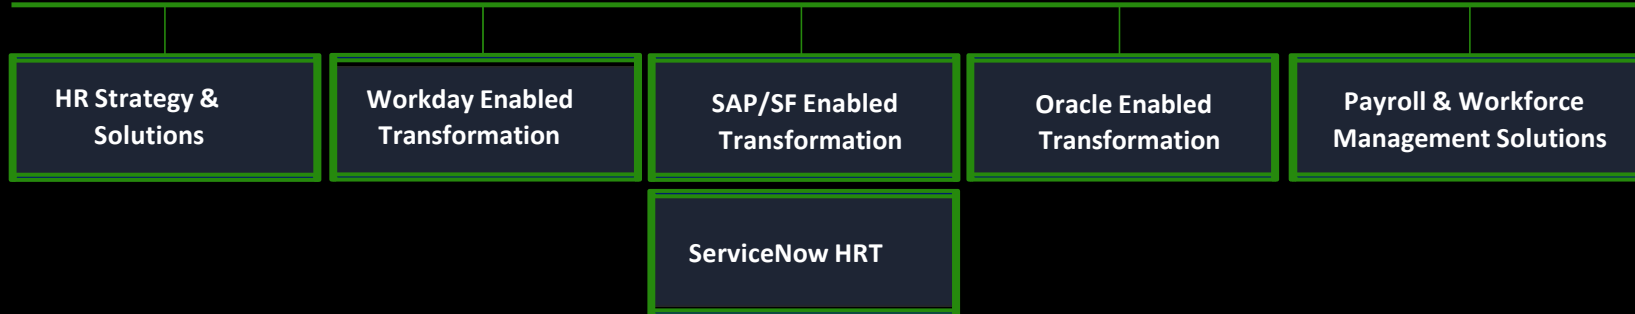 HR Strategy &
Solutions
Workday Enabled
Transformation
SAP/SF Enabled
Transformation
Oracle Enabled
Transformation
Payroll & Workforce
Management Solutions
ServiceNow HRT